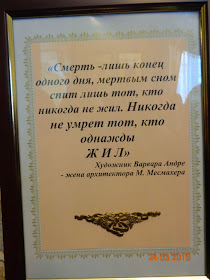 «Смерть -лишь конец
одного дня, мертвым сном
спит лишь тот, кто
никогда не жил. Никогда
не умрет тот, кто
однажды
Ж И Л»
Художник Варвара Андре
- жена архитектора М. Месмахера